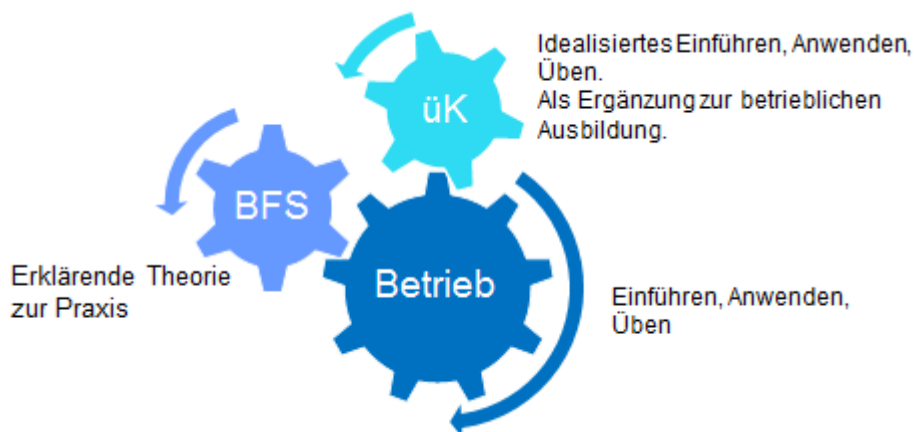 üK
Idealisiertes Einführen, Anwenden,
Üben.
Als Ergänzung zur betrieblichen
Ausbildung.
BFS
Erklärende Theorie
zur Praxis
Betrieb
Einführen, Anwenden,
Üben